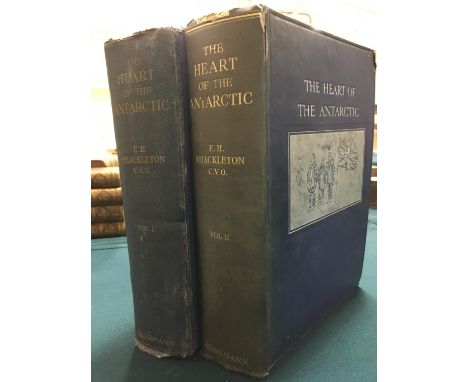 THE
HEART
OF THE
ANTARCTIC
E. H.
SHACKLETON
C.V.O.
VOL. I.
HEINEMANN
THE
HEART
OF THE
ANTARCTIC
E. H.
SHACKLETON
C.V.O.
VOL. II.
HEINEMANN
THE HEART OF
THE ANTARCTIC